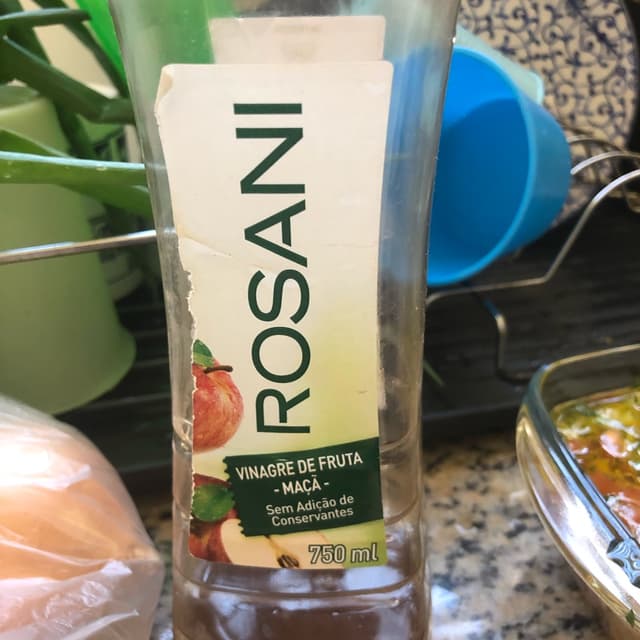 ROSANI
VINAGRE DE FRUTA
- MAÇÃ -
Sem Adição de
Conservantes
750 ml